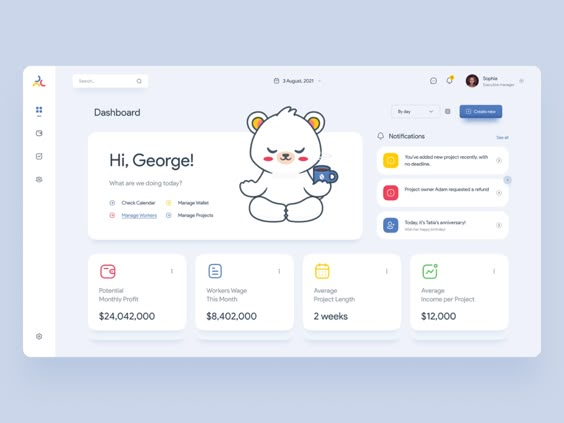 Search...
3 August, 2021
Sophia
Executive manager
Dashboard
By day
Create new
Hi, George!
What are we doing today?
Check Calendar
Manage Wallet
Manage Workers
Manage Projects
Notifications
See all
You've added new project recently, with
no deadline.
Project owner Adam requested a refund
Today, it's Tatie's anniversary!
Wish her happy birthday!
Potential
Monthly Profit
$24,042,000
Workers Wage
This Month
$8,402,000
Average
Project Length
2 weeks
Average
Income per Project
$12,000